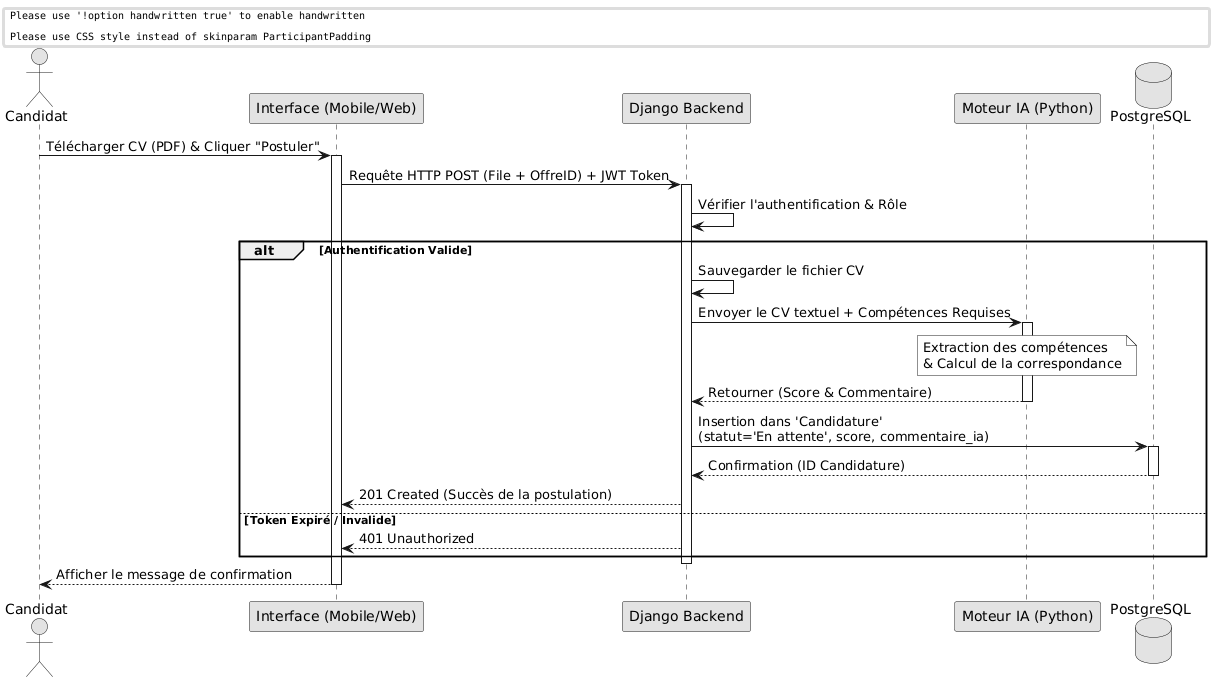 Please use '!option handwritten true' to enable handwritten
Please use CSS style instead of skinparam ParticipantPadding
Candidat
Interface (Mobile/Web)
Django Backend
Moteur IA (Python)
PostgreSQL
Télécharger CV (PDF) & Cliquer "Postuler"
Requête HTTP POST (File + OffreID) + JWT Token
Vérifier l'authentification & Rôle
alt
[Authentification Valide]
Sauvegarder le fichier CV
Envoyer le CV textuel + Compétences Requises
Extraction des compétences
& Calcul de la correspondance
Retourner (Score & Commentaire)
Insertion dans 'Candidature'
(statut='En attente', score, commentaire_ia)
Confirmation (ID Candidature)
201 Created (Succès de la postulation)
[Token Expiré / Invalide]
401 Unauthorized
Afficher le message de confirmation
Candidat
Interface (Mobile/Web)
Django Backend
Moteur IA (Python)
PostgreSQL